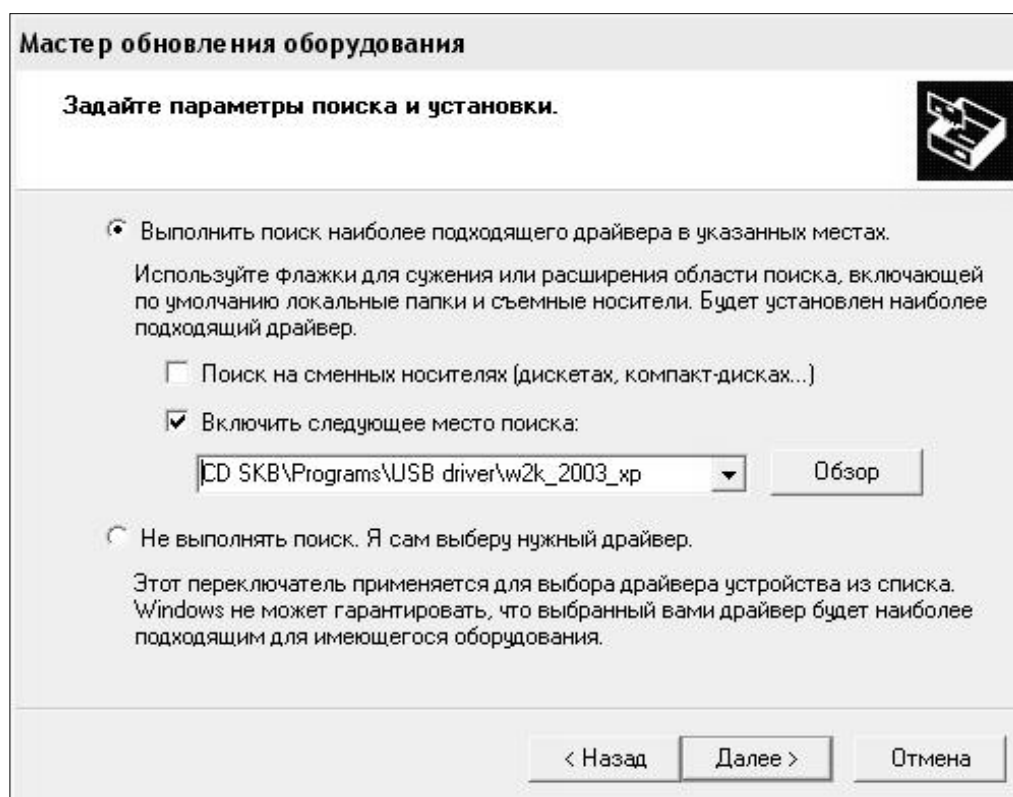 Мастер обновления оборудования
Задайте параметры поиска и установки.
Выполнить поиск наиболее подходящего драйвера в указанных местах.
Используйте флажки для сужения или расширения области поиска, включающей
по умолчанию локальные папки и съемные носители. Будет установлен наиболее
подходящий драйвер.
Поиск на сменных носителях (дискетах, компакт-дисках...)
Включить следующее место поиска:
CD SKB\Programs\USB driver\w2k_2003_xp
Обзор
Не выполнять поиск. Я сам выберу нужный драйвер.
Этот переключатель применяется для выбора драйвера устройства из списка.
Windows не может гарантировать, что выбранный вами драйвер будет наиболее
подходящим для имеющегося оборудования.
< Назад
Далее >
Отмена